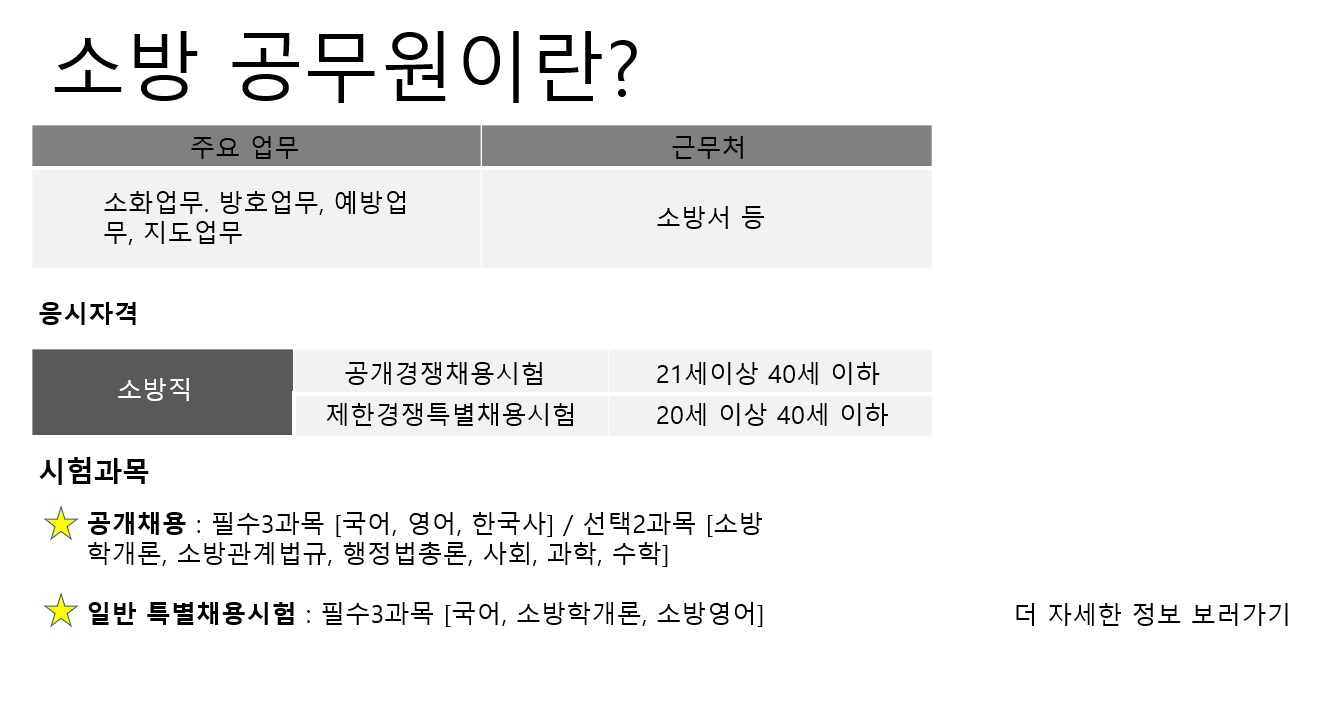 소방 공무원이란?
주요 업무 근무처
소화업무. 방호업무, 예방업
무, 지도업무
소방서 등
응시자격
소방직
공개경쟁채용시험 21세이상 40세 이하
제한경쟁특별채용시험 20세 이상 40세 이하
시험과목
공개채용 : 필수3과목 [국어, 영어, 한국사] / 선택2과목 [소방
학개론, 소방관계법규, 행정법총론, 사회, 과학, 수학]
일반 특별채용시험 : 필수3과목 [국어, 소방학개론, 소방영어]
더 자세한 정보 보러가기